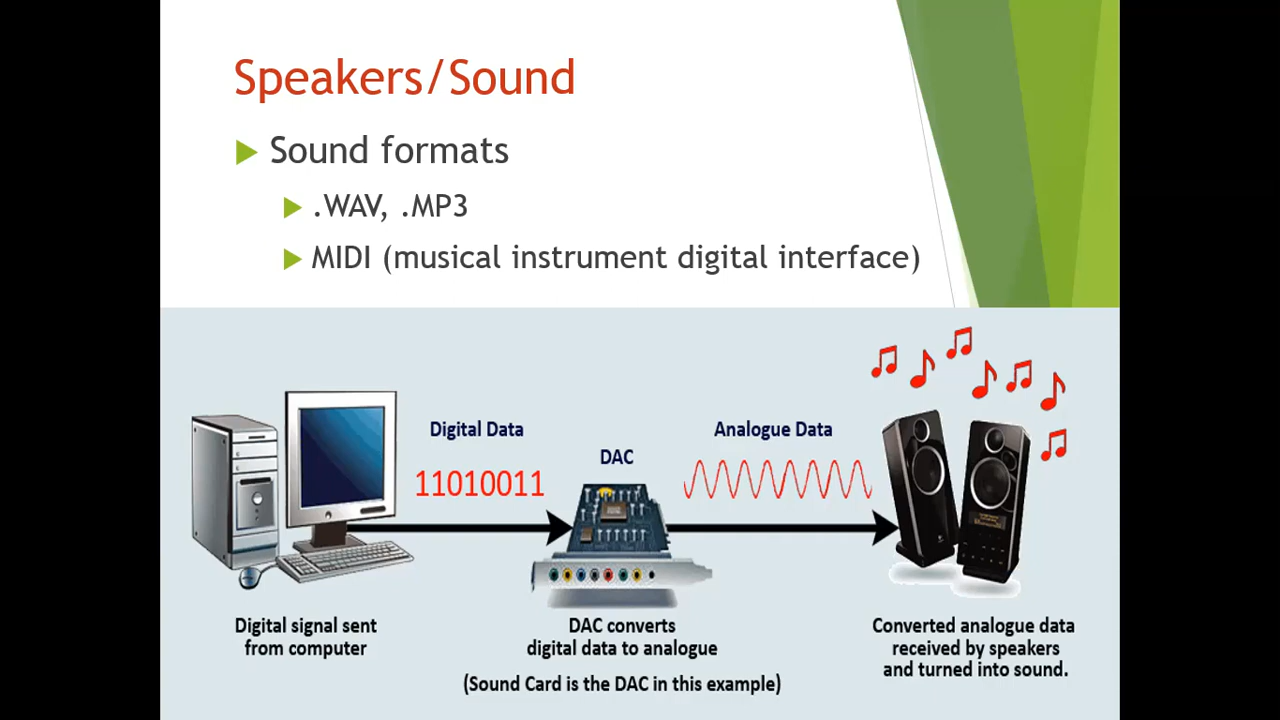 Speakers/Sound
Sound formats
.WAV, .MP3
MIDI (musical instrument digital interface)
Digital Data
11010011
DAC
Analogue Data
Digital signal sent
from computer
DAC converts
digital data to analogue
(Sound Card is the DAC in this example)
Converted analogue data
received by speakers
and turned into sound.